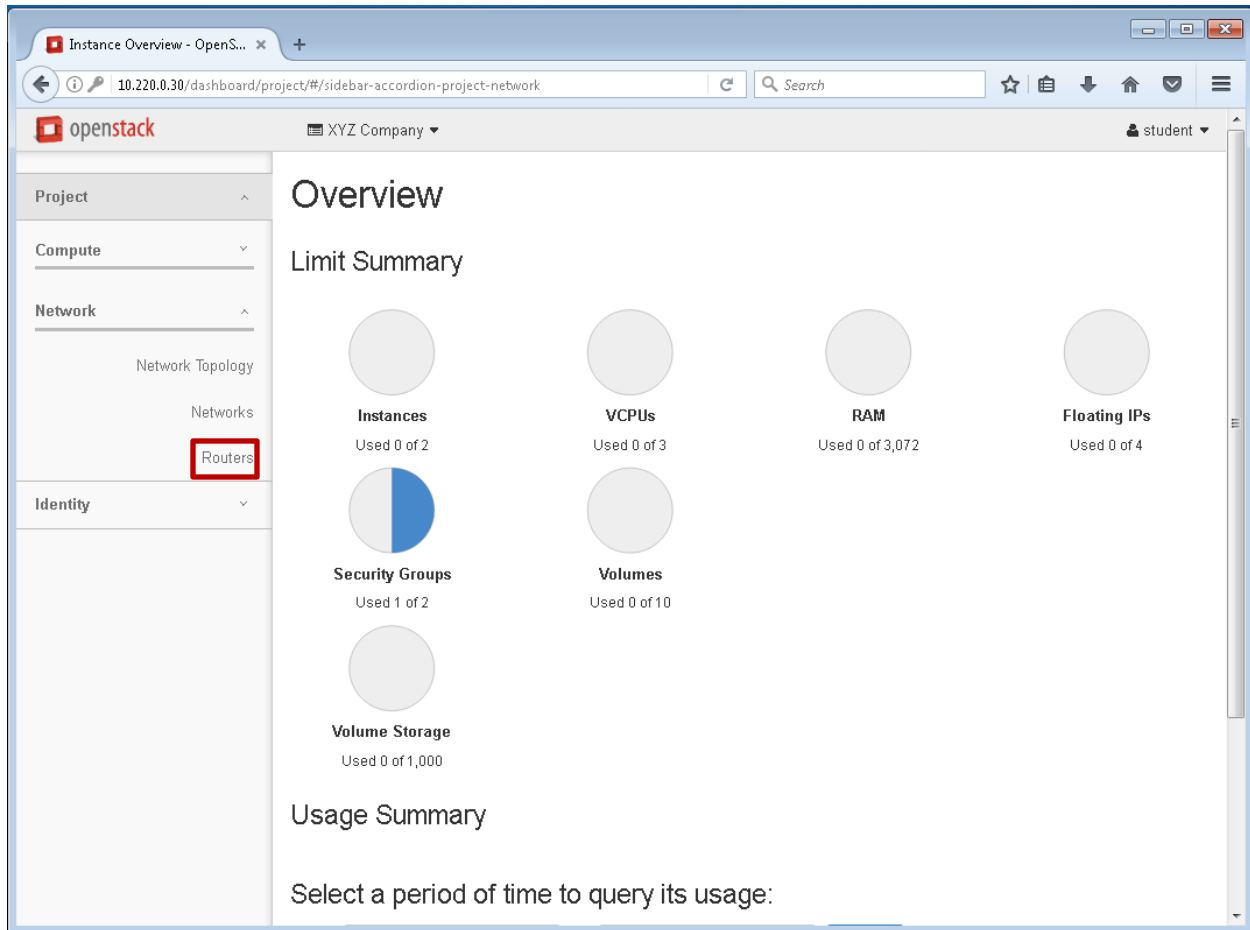 Instance Overview - OpenS...
10.220.0.30/dashboard/project/#/sidebar-accordion-project-network
Search
openstack
XYZ Company
student
Project
Compute
Network
Network Topology
Networks
Routers
Identity
Overview
Limit Summary
Instances
Used 0 of 2
VCPUs
Used 0 of 3
RAM
Used 0 of 3,072
Floating IPs
Used 0 of 4
Security Groups
Used 1 of 2
Volumes
Used 0 of 10
Volume Storage
Used 0 of 1,000
Usage Summary
Select a period of time to query its usage: